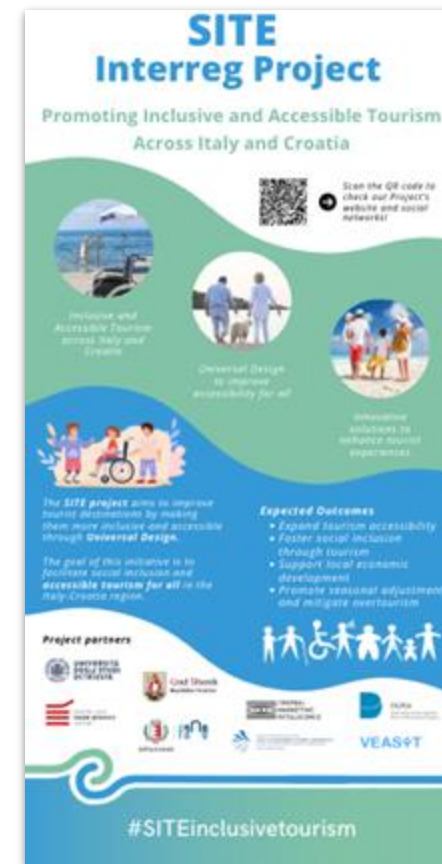 SITE
Interreg Project
Promoting Inclusive and Accessible Tourism
Across Italy and Croatia
Scan the QR code to
check out Project's
website and social
networks!
Inclusive and
Accessible Tourism
across Italy and
Croatia
Universal Design
to improve
accessibility for all
Innovative
solutions to
enhance tourist
experiences
The SITE project aims to improve
tourist destinations by making
them more inclusive and accessible
through Universal Design.
The goal of this initiative is to
facilitate social inclusion and
accessible tourism for all in the
Italy-Croatia region.
Expected Outcomes
Expand tourism accessibility
Foster social inclusion
through tourism
Support local economic
development
Promote seasonal adjustment
and mitigate overtourism
Project partners
UNIVERSITÀ
DEGLI STUDI
Grad
VEASYT
#SITEinclusivetourism